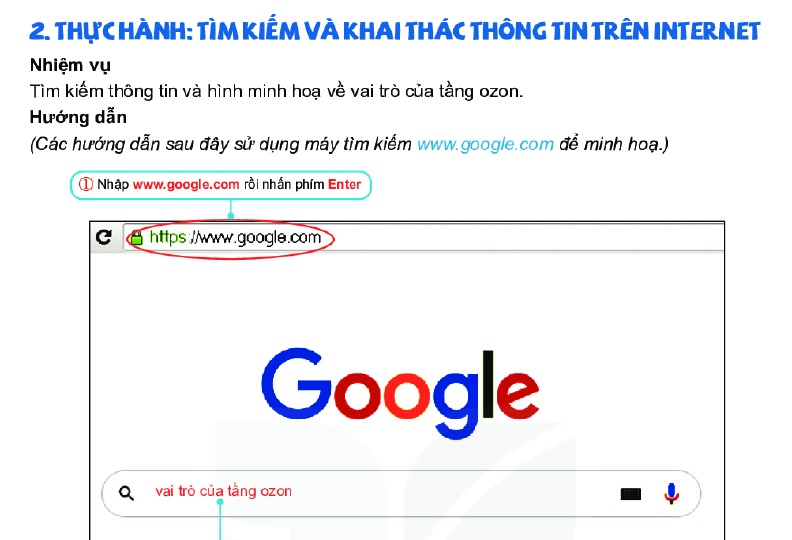 2. THỰC HÀNH: TÌM KIẾM VÀ KHAI THÁC THÔNG TIN TRÊN INTERNET
Nhiệm vụ
Tìm kiếm thông tin và hình minh hoạ về vai trò của tầng ozon.
Hướng dẫn
(Các hướng dẫn sau đây sử dụng máy tìm kiếm www.google.com để minh hoạ.)
① Nhập www.google.com rồi nhấn phím Enter
https://www.google.com
Google
vai trò của tầng ozon